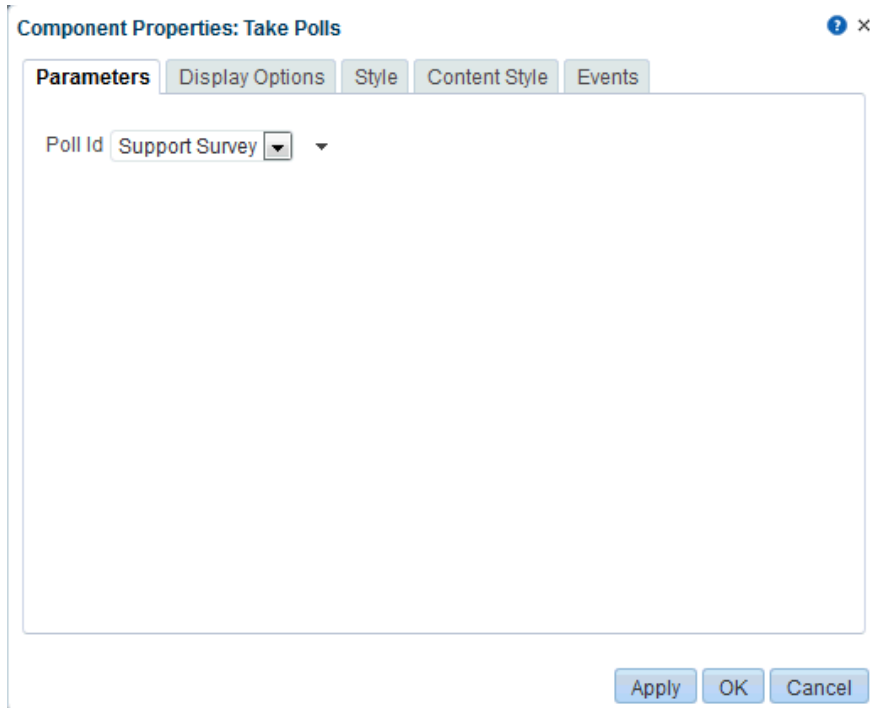 Component Properties: Take Polls
Parameters Display Options Style Content Style Events
Poll Id Support Survey
Apply OK Cancel